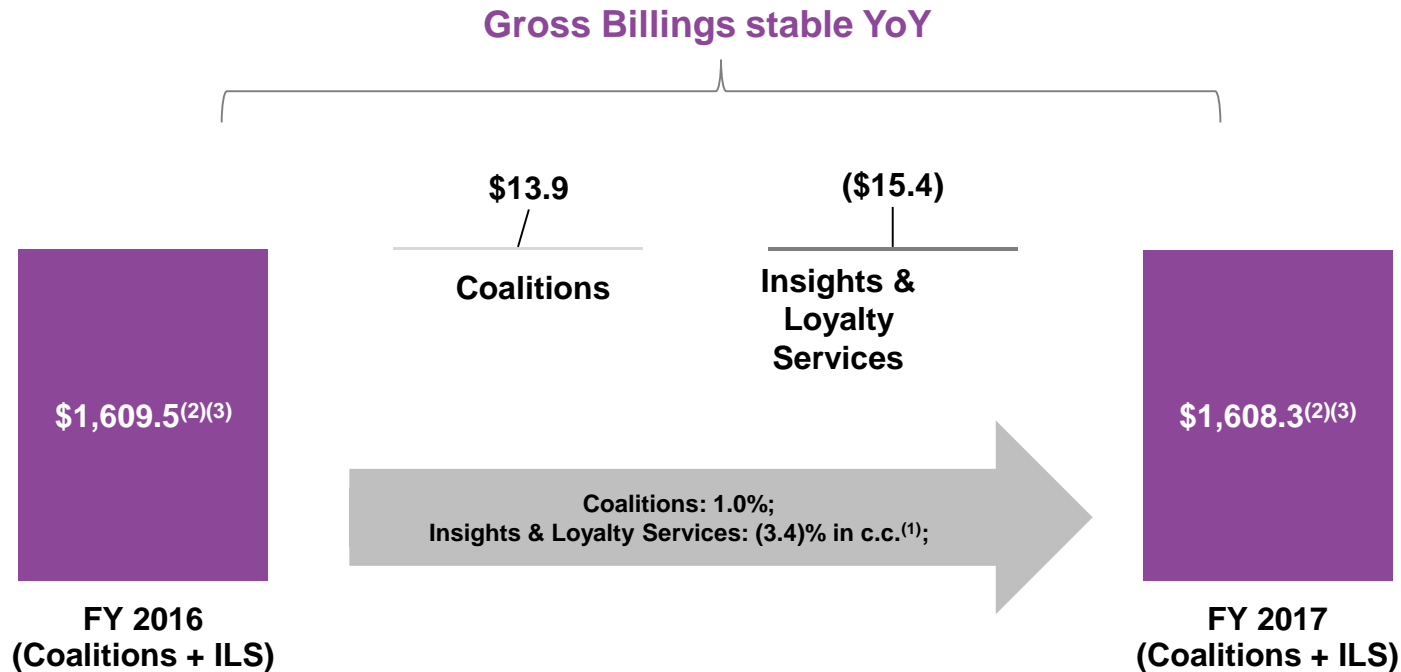 Gross Billings stable YoY
$13.9
($15.4)
Coalitions
Insights &
Loyalty
Services
$1,609.5(2)(3)
$1,608.3(2)(3)
Coalitions: 1.0%;
Insights & Loyalty Services: (3.4)% in c.c.(1);
FY 2016
(Coalitions + ILS)
FY 2017
(Coalitions + ILS)